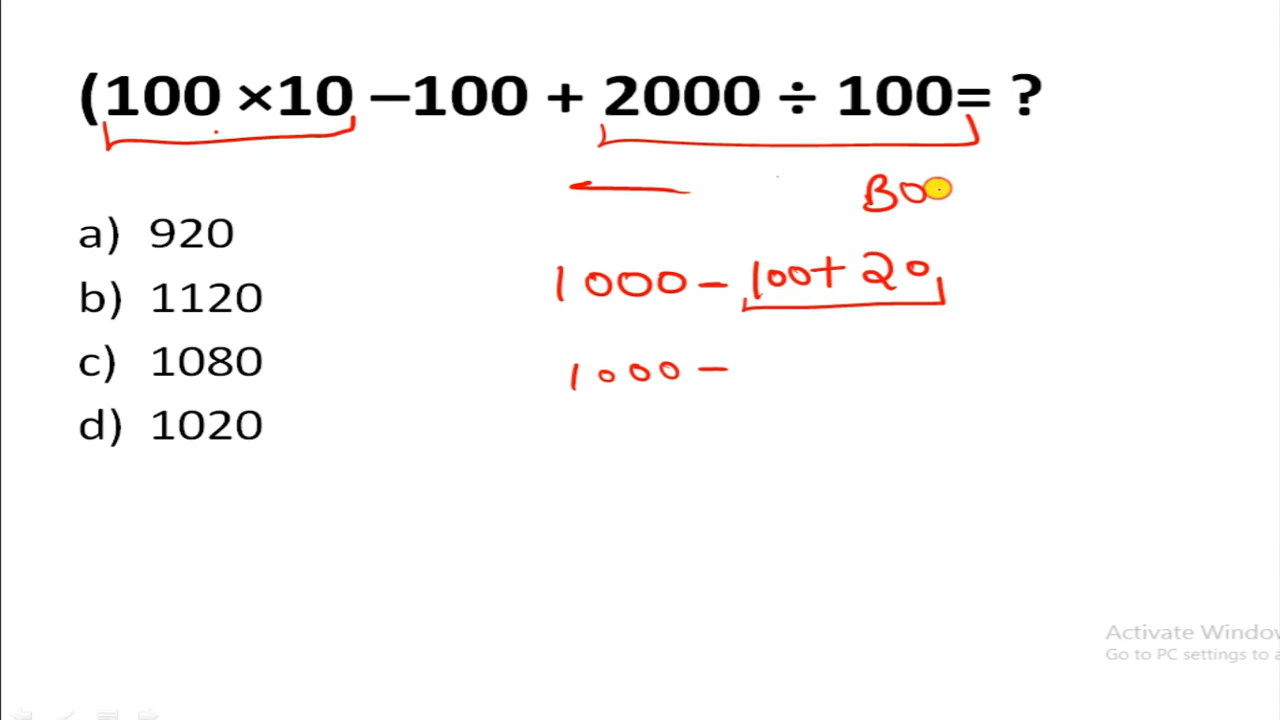 (100 ×10 –100 + 2000 ÷ 100= ?
BO
a) 920
1000 – 100+ 20
b) 1120
c) 1080
1000 –
d) 1020
Activate Window
Go to PC settings to a